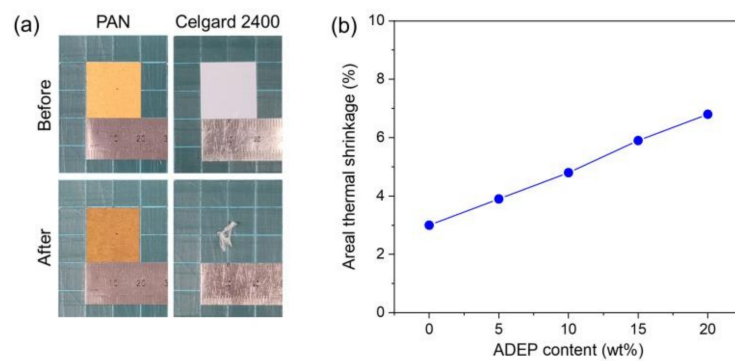 (a)
PAN
Celgard 2400
Before
After
(b)
Areal thermal shrinkage (%)
10
8
6
4
2
0
0 5 10 15 20
ADEP content (wt%)